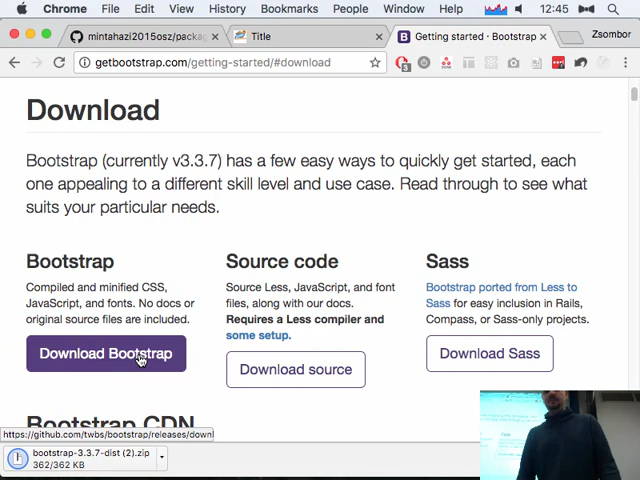 Chrome File Edit View History Bookmarks People Window Help 12:45
mintahazi2015osz/packag
Title
Getting started · Bootstrap
Zsombor
getbootstrap.com/getting-started/#download
Download
Bootstrap (currently v3.3.7) has a few easy ways to quickly get started, each
one appealing to a different skill level and use case. Read through to see what
suits your particular needs.
Bootstrap
Compiled and minified CSS,
JavaScript, and fonts. No docs or
original source files are included.
Download Bootstrap
Source code
Source Less, JavaScript, and font
files, along with our docs.
Requires a Less compiler and
some setup.
Download source
Sass
Bootstrap ported from Less to
Sass for easy inclusion in Rails,
Compass, or Sass-only projects.
Download Sass
Bootstrap CDN
https://github.com/twbs/bootstrap/releases/downl
bootstrap-3.3.7-dist (2).zip
362/362 KB